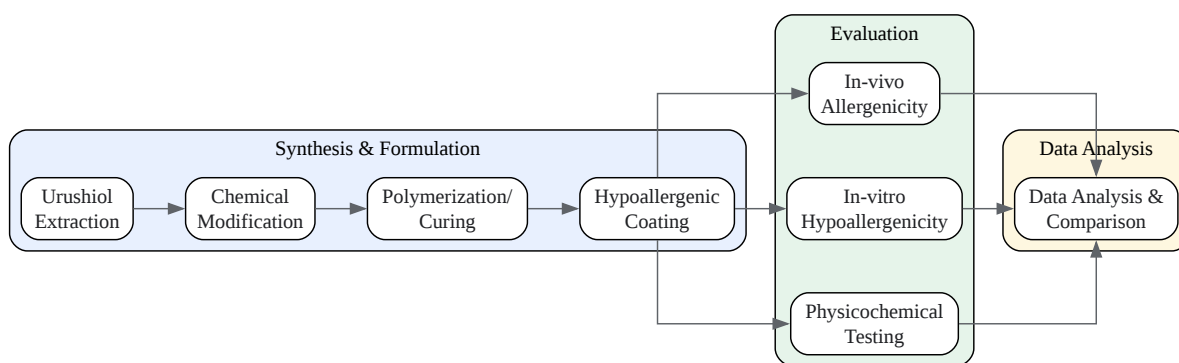 Evaluation
In-vivo
Allergenicity
Synthesis & Formulation
Data Analysis
Urushiol
Extraction
Chemical
Modification
Polymerization/
Curing
Hypoallergenic
Coating
In-vitro
Hypoallergenicity
Data Analysis &
Comparison
Physicochemical
Testing